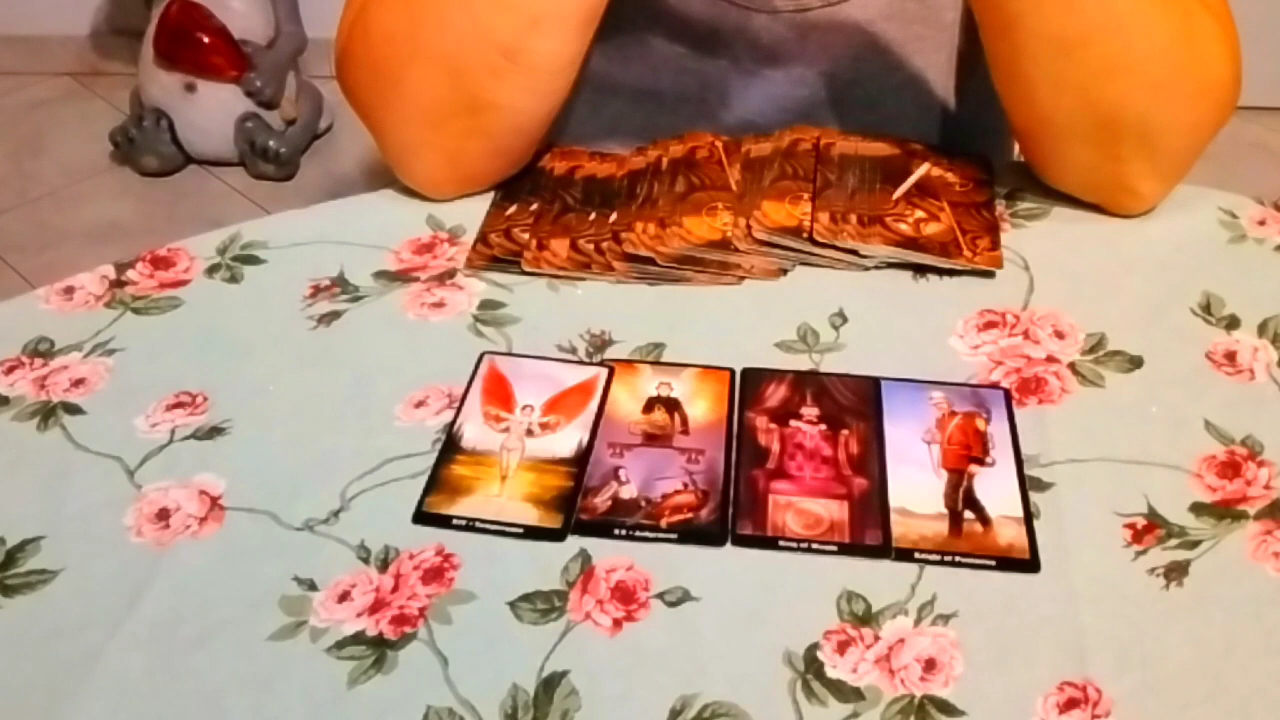 XIV • Temperance
XX • Judgement
King of Wands
Knight of Pentacles